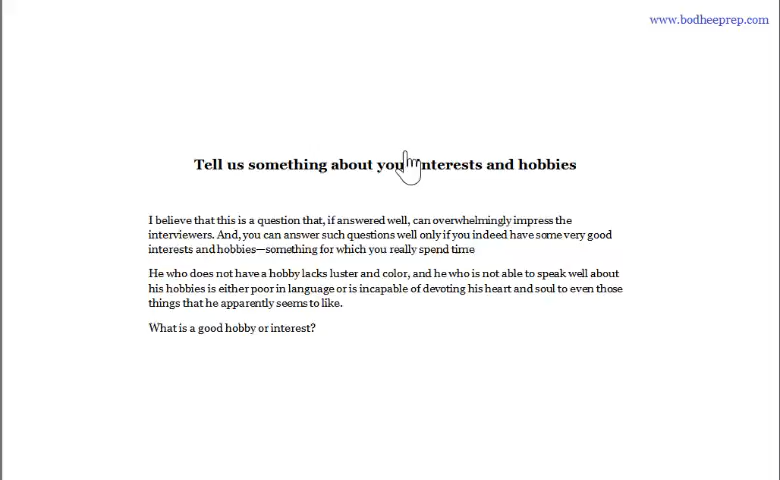 www.bodheeprep.com
Tell us something about you nterests and hobbies
I believe that this is a question that, if answered well, can overwhelmingly impress the
interviewers. And, you can answer such questions well only if you indeed have some very good
interests and hobbies—something for which you really spend time
He who does not have a hobby lacks luster and color, and he who is not able to speak well about
his hobbies is either poor in language or is incapable of devoting his heart and soul to even those
things that he apparently seems to like.
What is a good hobby or interest?